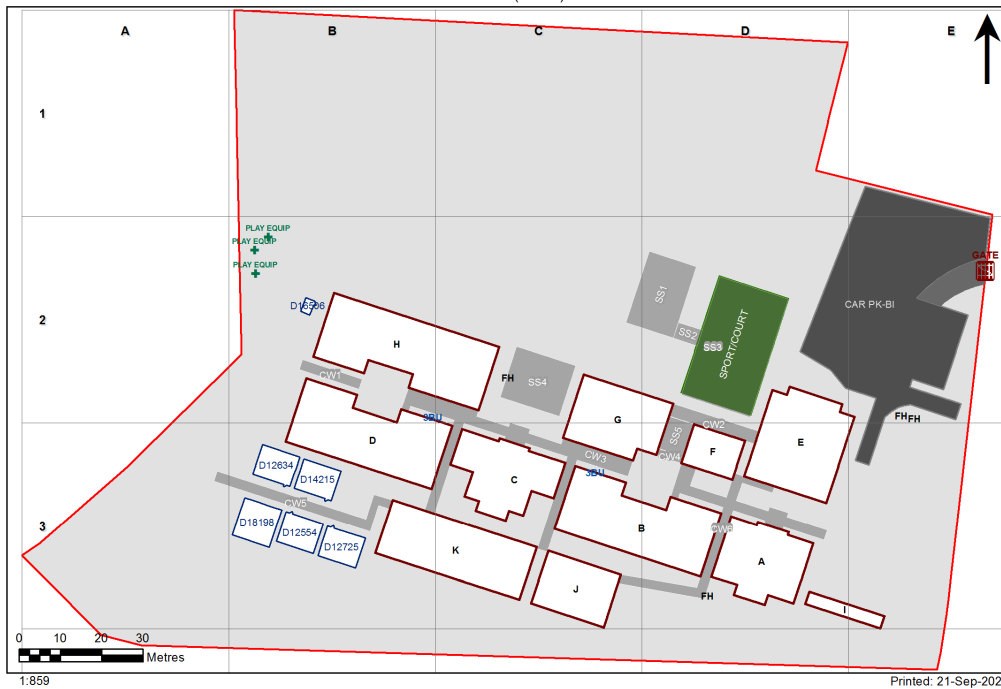 A B C D E
1
GATE
PLAY EQUIP
PLAY EQUIP
PLAY EQUIP
2
SS1
CAR PK-BI
SS2
SS3
SPORT/COURT
H
CW1
FH
SS4
3BU
G
CW2
FH
FH
D
SS5
E
F
CW3
CW4
D12634
D14215
C
3BU
CW5
D18198
D12554
D12725
3
B
CW6
K
A
J
FH
I
0 10 20 30
Metres
1:859
Printed: 21-Sep-202